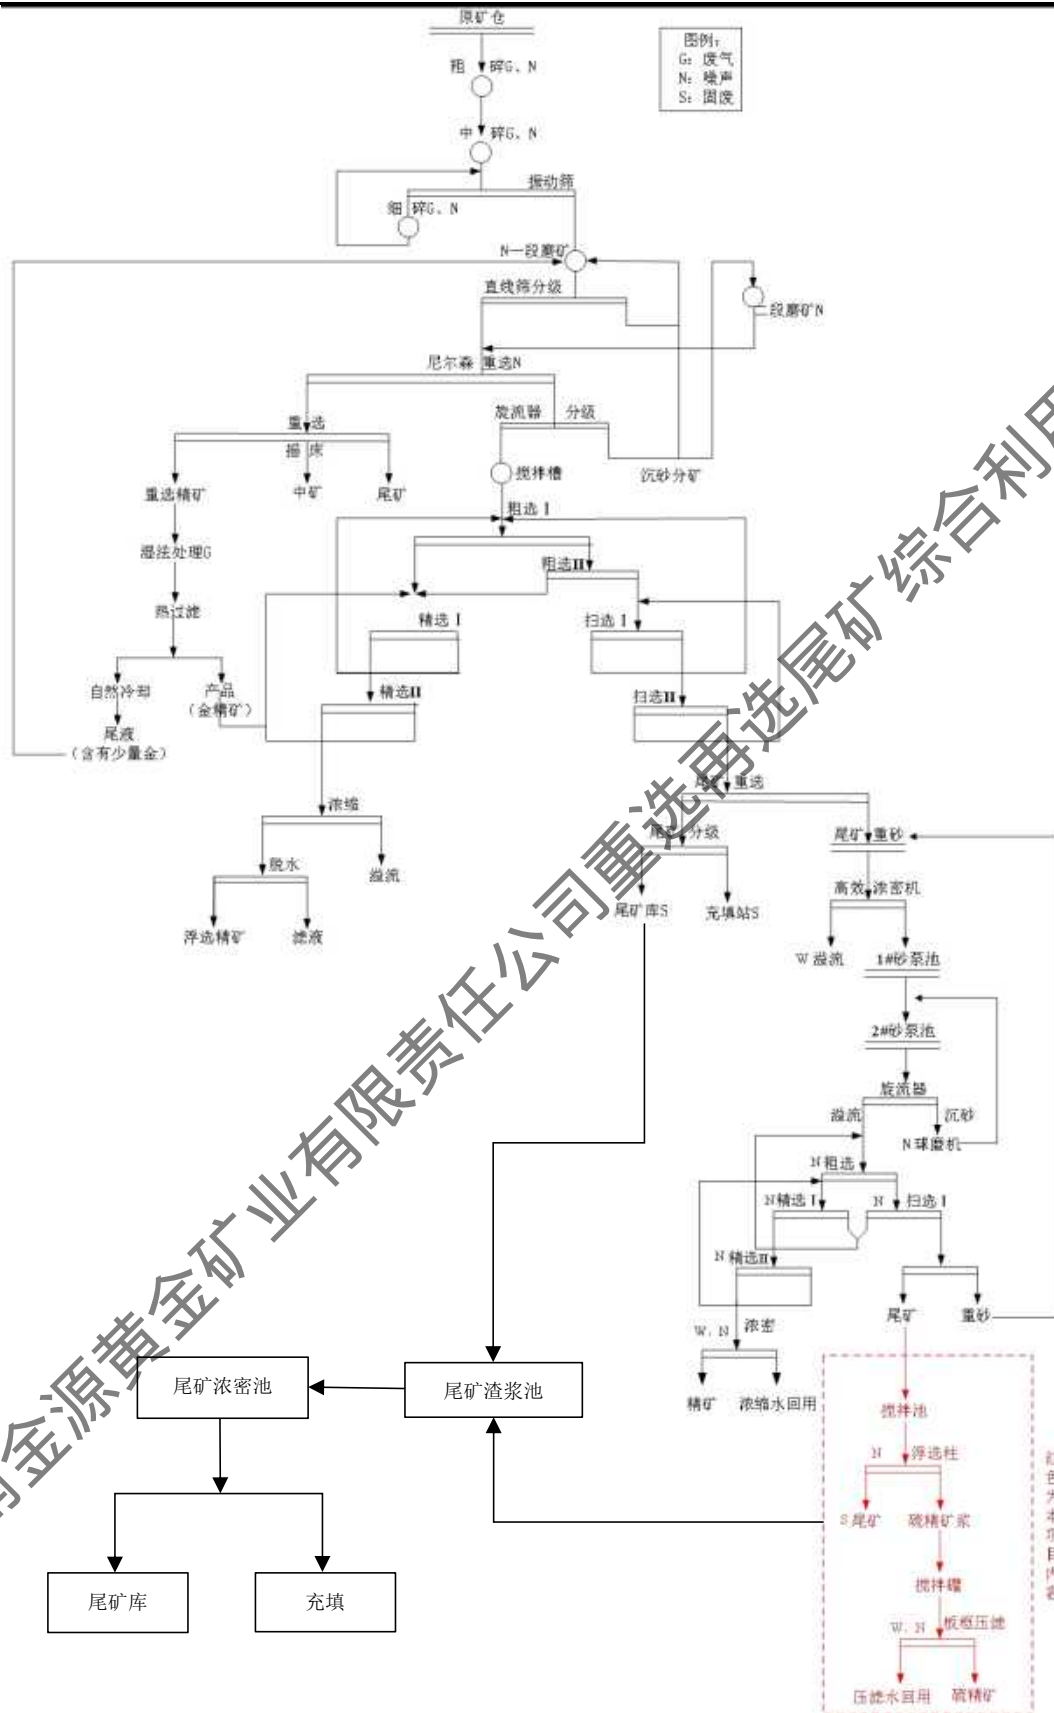 原矿仓
图例:
G: 废气
N: 噪声
S: 固废
粗 碎G、N
中 碎G、N
振动筛
细 碎G、N
N一段磨矿
直线筛分级
二段磨矿N
尼尔森 重选N
旋流器 分级
重选
摇 床
沉砂分矿
搅拌槽
重选精矿
中矿
尾矿
粗选 I
湿法处理G
粗选II
热过滤
精选 I
扫选 I
自然冷却
产品
(金精矿)
精选II
扫选II
尾液
(含有少量金)
尾矿 重选
浓缩
尾矿 分级
尾矿 重砂
脱水
溢流
高效 浓密机
尾矿库S
充填站S
浮选精矿
滤液
W 溢流
1#砂泵池
2#砂泵池
旋流器
溢流
沉砂
N 球磨机
N 粗选
N精选 I
N 扫选 I
N 精选II
尾矿
重砂
W、N 浓密
精矿
浓缩水回用
尾矿浓密池
尾矿渣浆池
搅拌池
N 浮选柱
S 尾矿
硫精矿浆
搅拌罐
尾矿库
充填
W、N 板框压滤
压滤水回用
硫精矿
金源黄金矿业有限责任公司重选再选尾矿综合利用